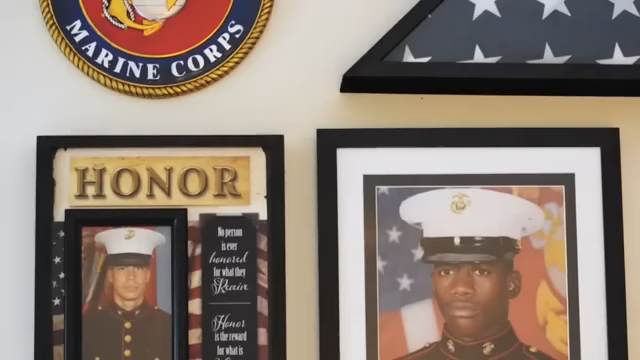 MARINE CORPS
HONOR
No person
is ever
honored
for what they
Receive
Honor
is the reward
for what is